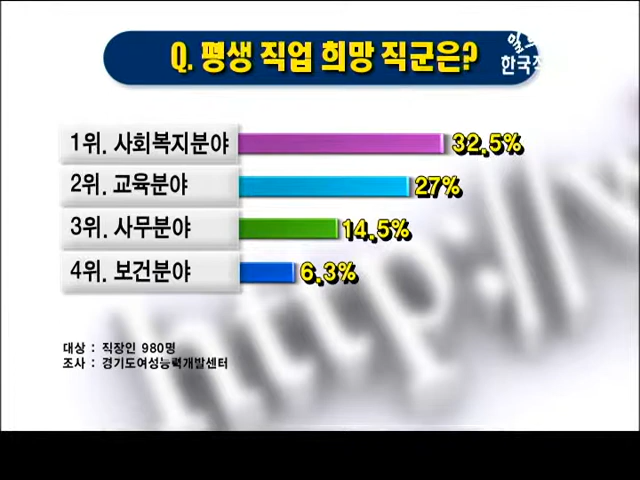 Q. 평생 직업 희망 직군은?
1위. 사회복지분야 32.5%
2위. 교육분야 27%
3위. 사무분야 14.5%
4위. 보건분야 6.3%
대상 : 직장인 980명
조사 : 경기도여성능력개발센터
http://